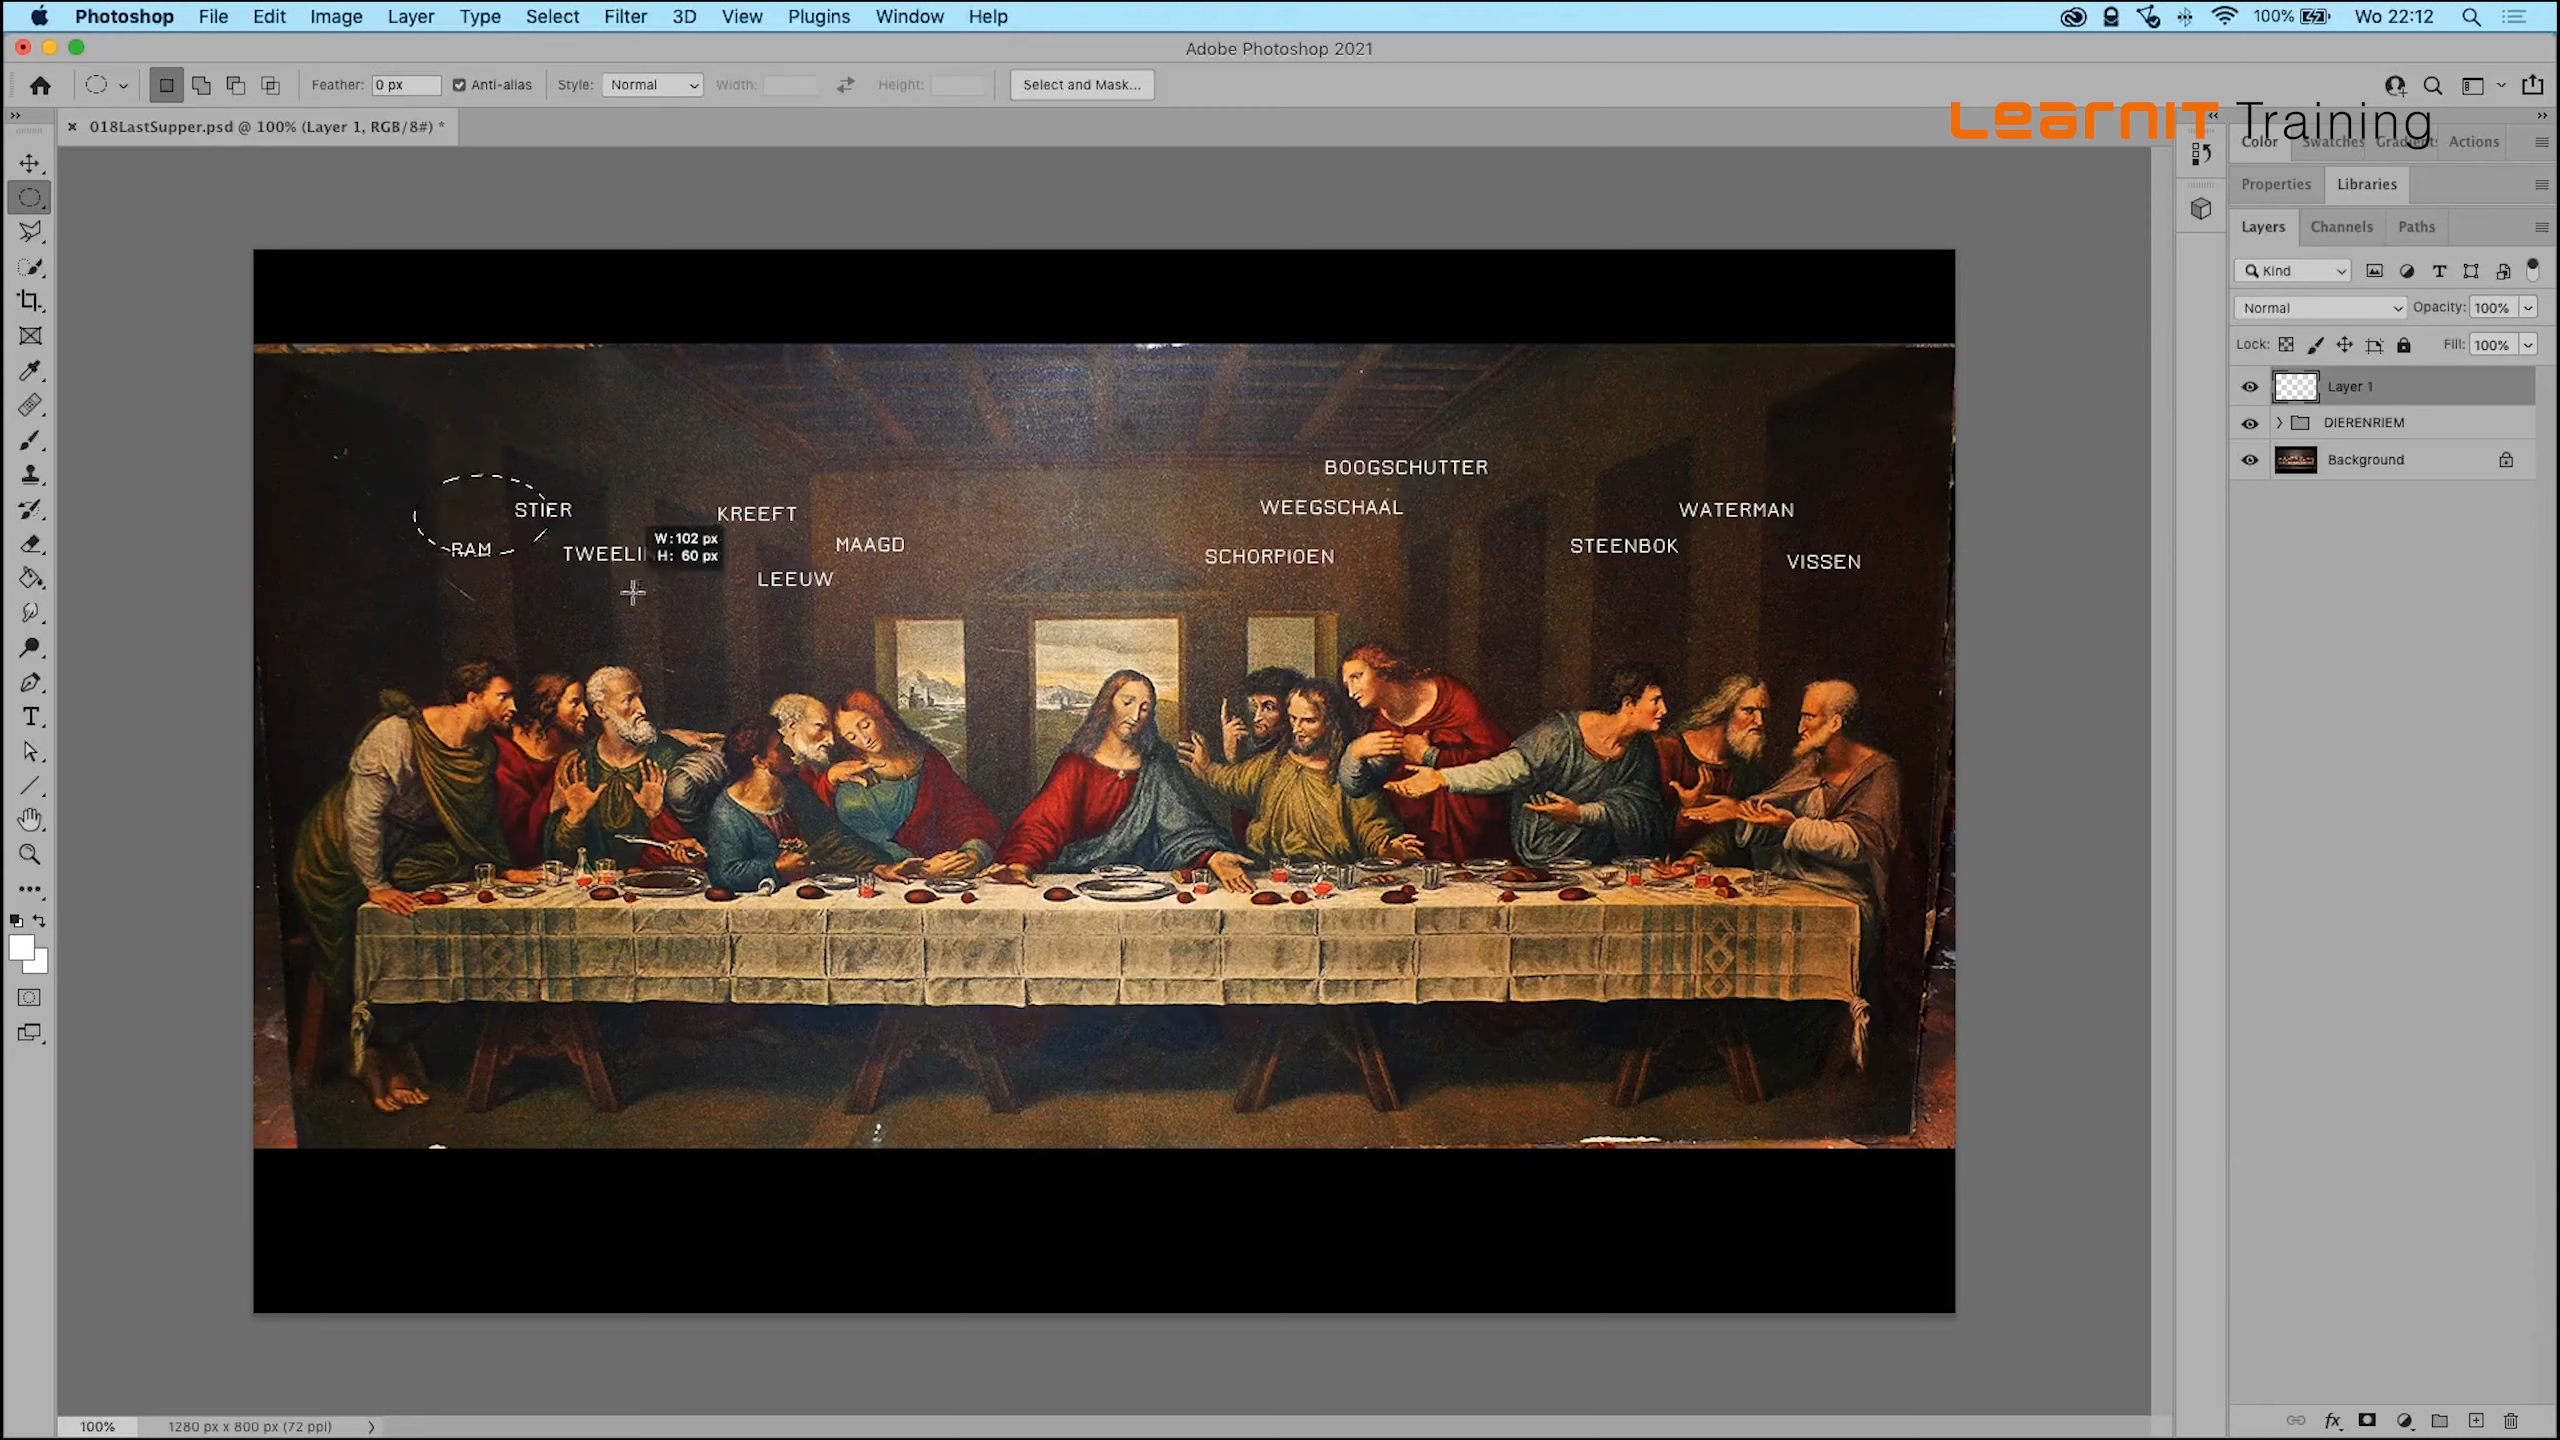 Photoshop File Edit Image Layer Type Select Filter 3D View Plugins Window Help 100% Wo 22:12
Adobe Photoshop 2021
Feather: 0 px Anti-alias Style: Normal Width: Height: Select and Mask...
LearnIT Training
018LastSupper.psd @ 100% (Layer 1, RGB/8#) *
Color Swatches Gradients Actions
Properties Libraries
Layers Channels Paths
Kind
Normal Opacity: 100%
Lock: Fill: 100%
Layer 1
DIERENRIEM
Background
BOOGSCHUTTER
STIER KREEFT WEEGSCHAAL WATERMAN
RAM TWEELIN MAAGD SCHORPIOEN STEENBOK VISSEN
W: 102 px
H: 60 px
LEEUW
100% 1280 px x 800 px (72 ppi)